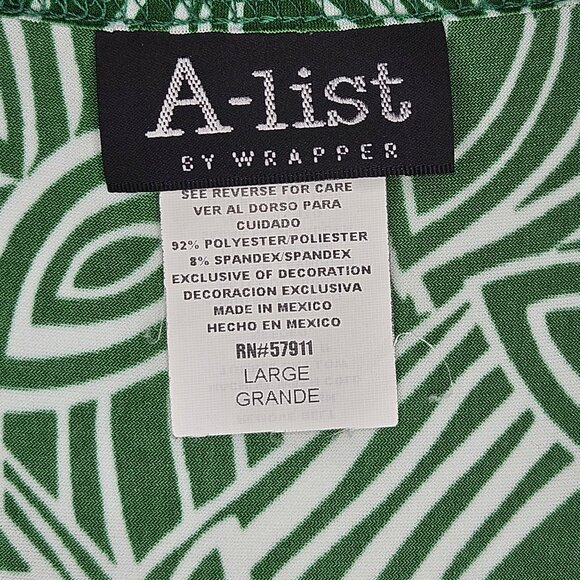 A-list
BY WRAPPER
SEE REVERSE FOR CARE
VER AL DORSO PARA
CUIDADO
92% POLYESTER/POLIESTER
8% SPANDEX/SPANDEX
EXCLUSIVE OF DECORATION
DECORACION EXCLUSIVA
MADE IN MEXICO
HECHO EN MEXICO
RN#57911
LARGE
GRANDE